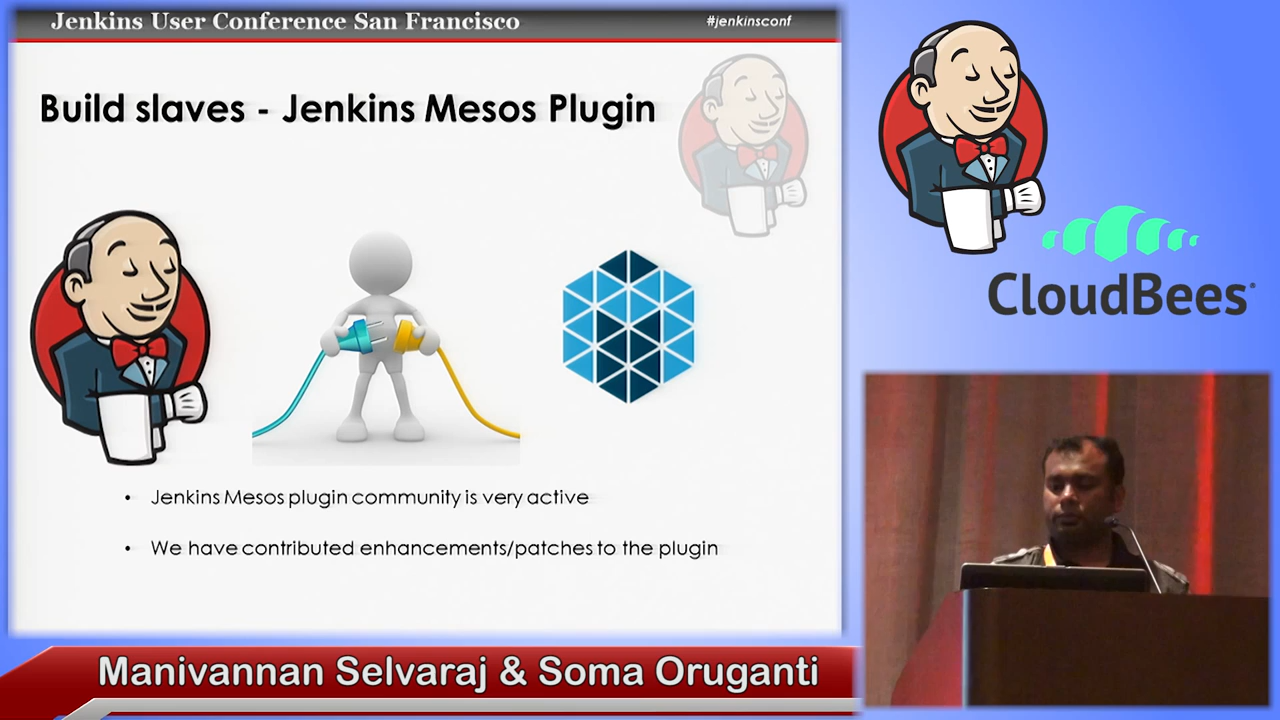 Jenkins User Conference San Francisco
#jenkinsconf
Build slaves - Jenkins Mesos Plugin
• Jenkins Mesos plugin community is very active
• We have contributed enhancements/patches to the plugin
CloudBees
Manivannan Selvaraj & Soma Oruganti